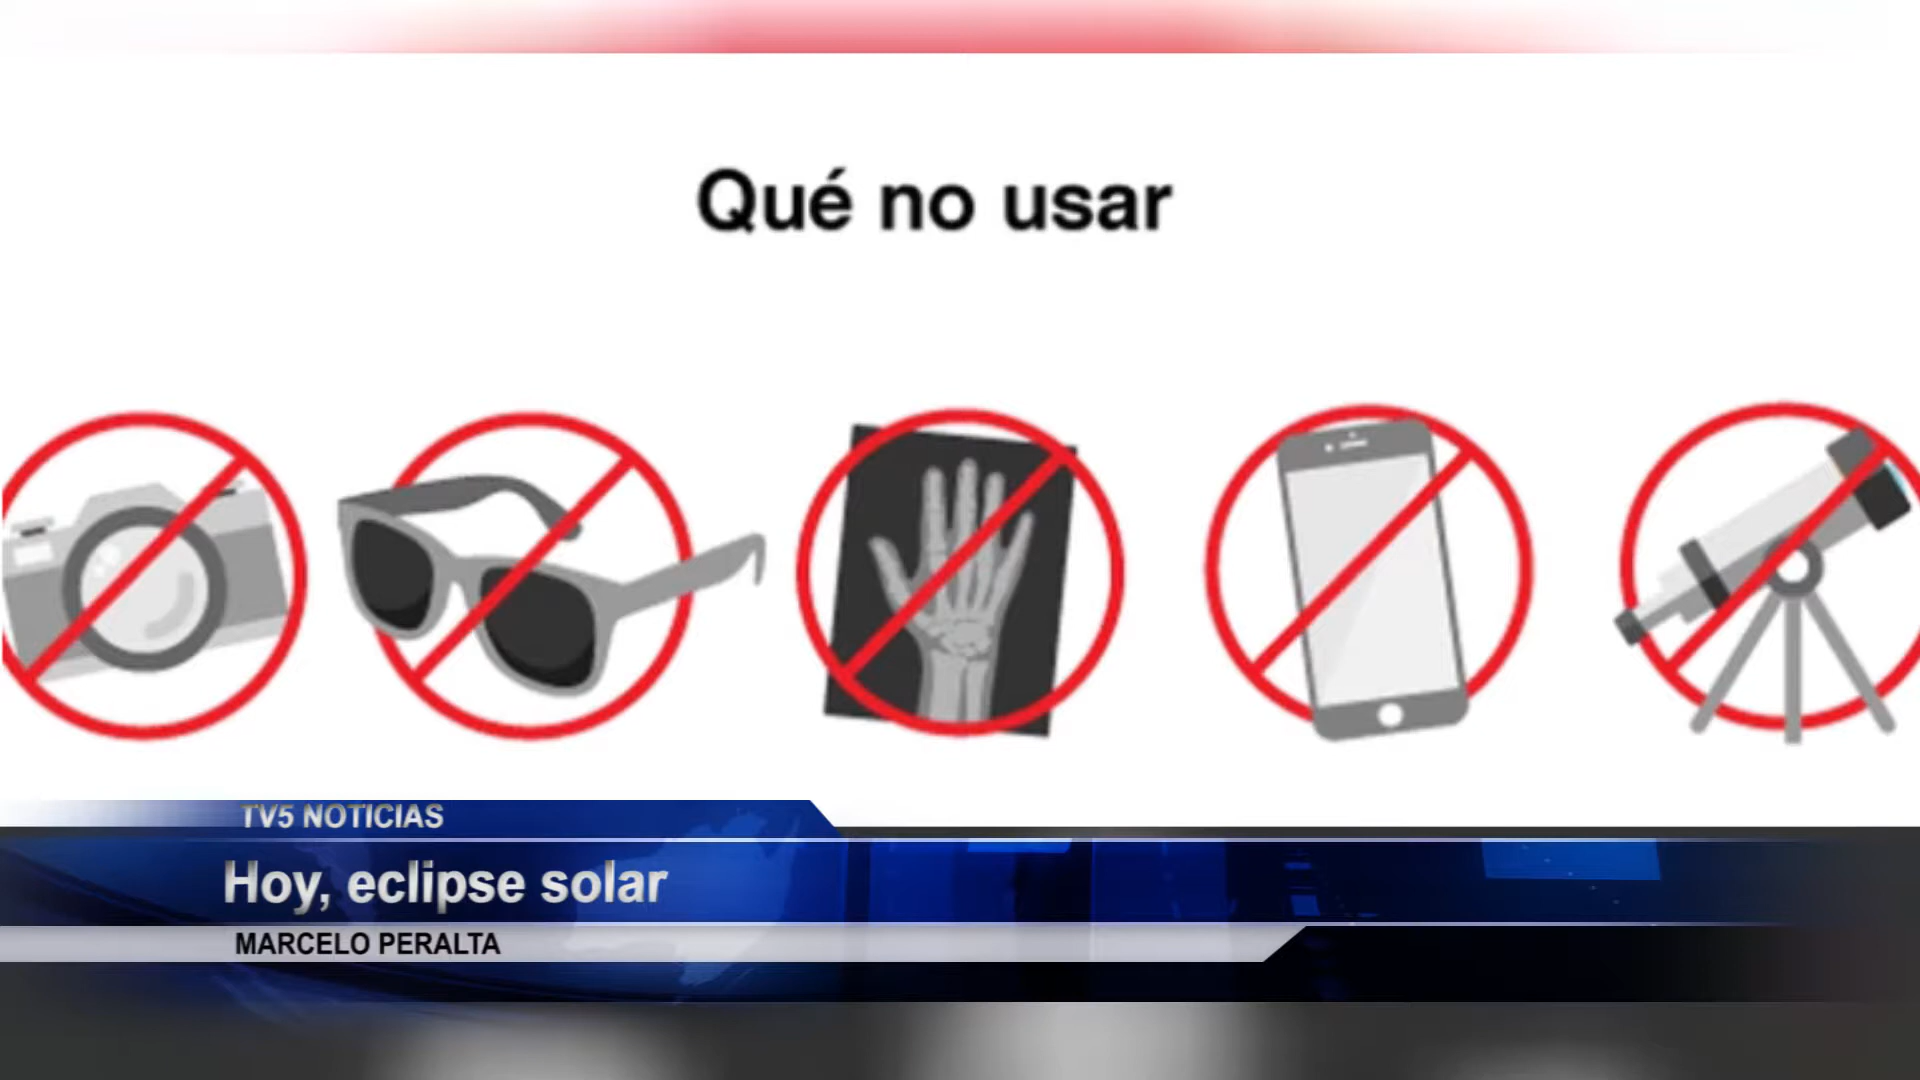 Qué no usar
TV5 NOTICIAS
Hoy, eclipse solar
MARCELO PERALTA